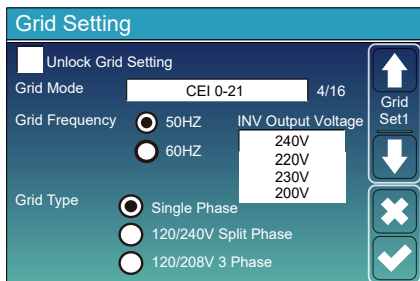 Grid Setting
Unlock Grid Setting
Grid Mode
CEI 0-21
4/16
Grid Set1
Grid Frequency
50HZ
60HZ
INV Output Voltage
240V
220V
230V
200V
Grid Type
Single Phase
120/240V Split Phase
120/208V 3 Phase